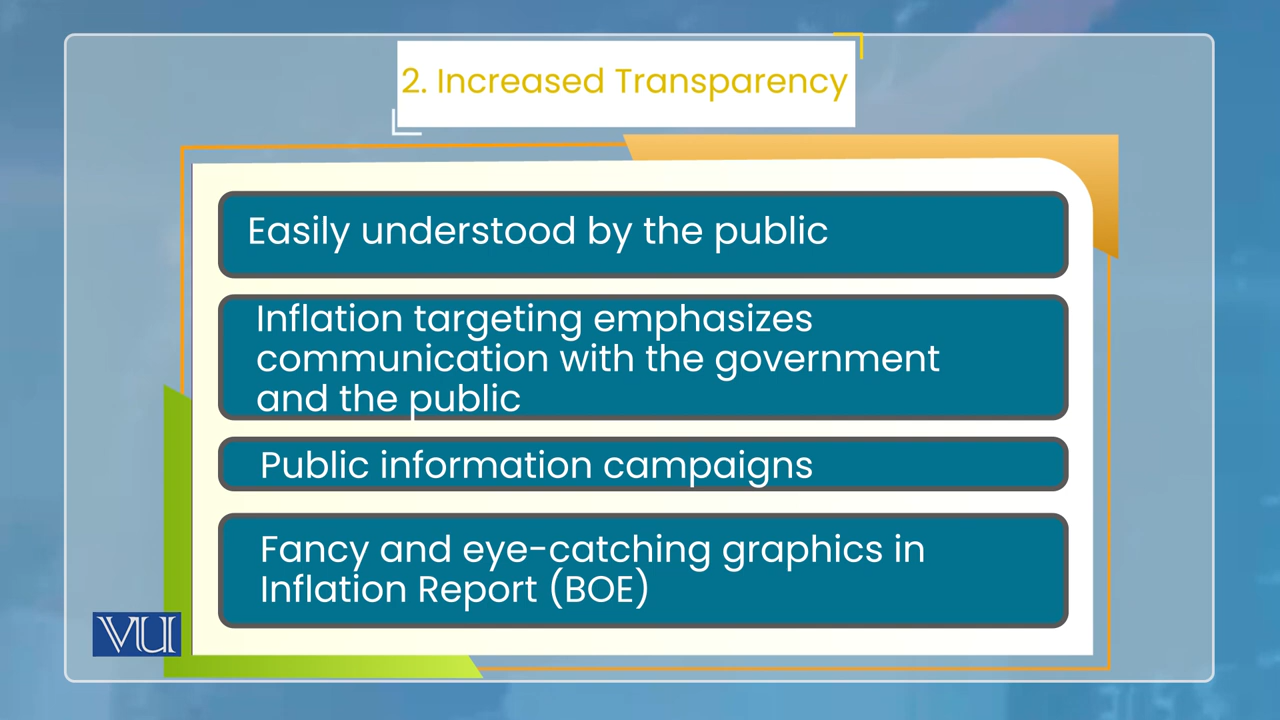 2. Increased Transparency
Easily understood by the public
Inflation targeting emphasizes
communication with the government
and the public
Public information campaigns
Fancy and eye-catching graphics in
Inflation Report (BOE)
VU